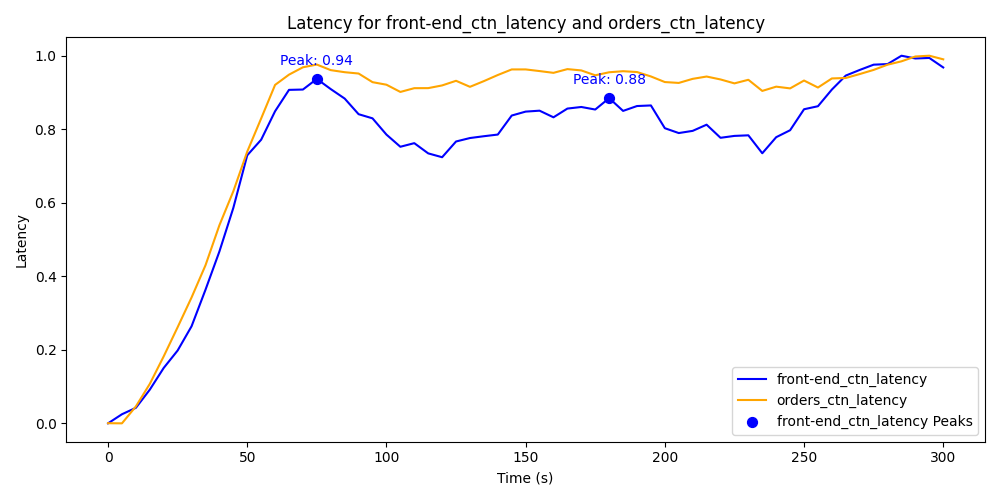 Latency for front-end_ctn_latency and orders_ctn_latency
Peak: 0.94
Peak: 0.88
1.0
0.8
0.6
0.4
0.2
0.0
Latency
front-end_ctn_latency
orders_ctn_latency
front-end_ctn_latency Peaks
0 50 100 150 200 250 300
Time (s)